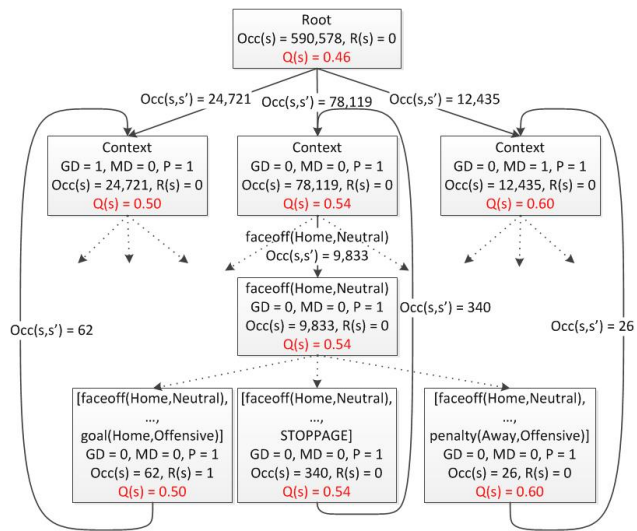 Root
Occ(s) = 590,578, R(s) = 0
Q(s) = 0.46
Occ(s,s’) = 24,721
Occ(s,s’) = 78,119
Occ(s,s’) = 12,435
Context
GD = 1, MD = 0, P = 1
Occ(s) = 24,721, R(s) = 0
Q(s) = 0.50
Context
GD = 0, MD = 0, P = 1
Occ(s) = 78,119, R(s) = 0
Q(s) = 0.54
Context
GD = 0, MD = 1, P = 1
Occ(s) = 12,435, R(s) = 0
Q(s) = 0.60
faceoff(Home,Neutral)
Occ(s,s’) = 9,833
faceoff(Home,Neutral)
GD = 0, MD = 0, P = 1
Occ(s) = 9,833, R(s) = 0
Q(s) = 0.54
Occ(s,s’) = 62
Occ(s,s’) = 340
Occ(s,s’) = 26
[faceoff(Home,Neutral),
...,
goal(Home,Offensive)]
GD = 0, MD = 0, P = 1
Occ(s) = 62, R(s) = 1
Q(s) = 0.50
[faceoff(Home,Neutral),
...,
STOPPAGE]
GD = 0, MD = 0, P = 1
Occ(s) = 340, R(s) = 0
Q(s) = 0.54
[faceoff(Home,Neutral),
...,
penalty(Away,Offensive)]
GD = 0, MD = 0, P = 1
Occ(s) = 26, R(s) = 0
Q(s) = 0.60